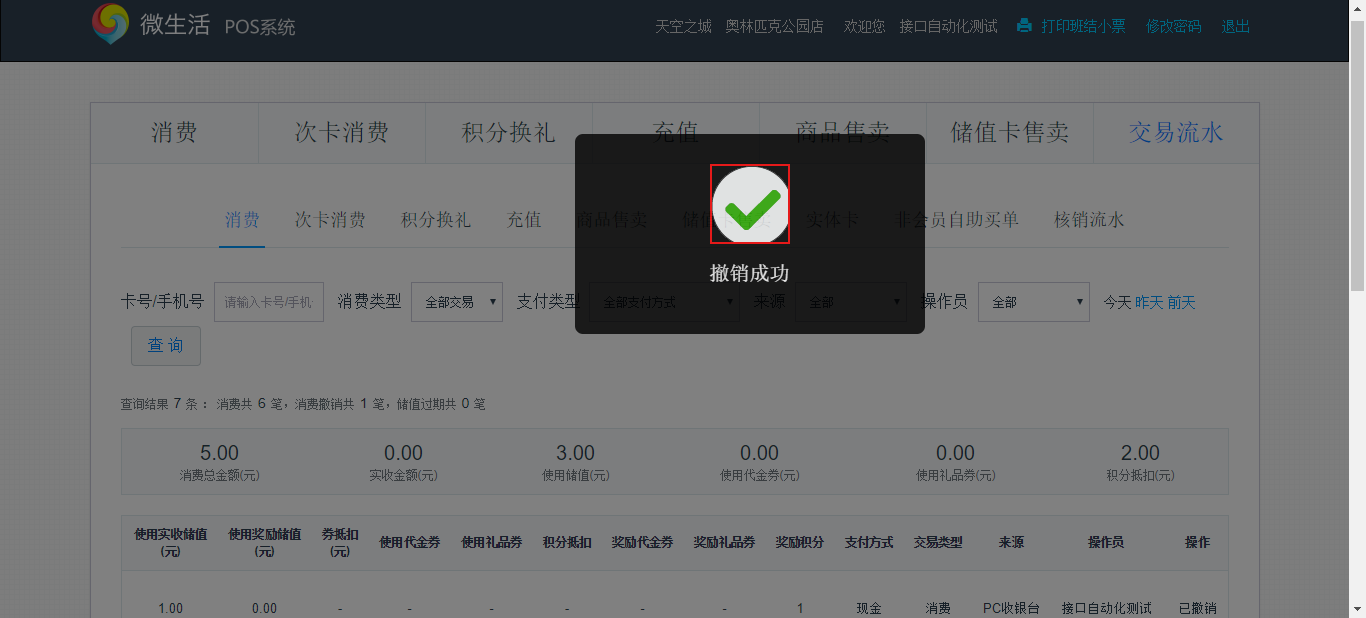 微生活 POS系统 天空之城 奥林匹克公园店 欢迎您 接口自动化测试 打印班结小票 修改密码 退出
消费 次卡消费 积分换礼 充值 商品售卖 储值卡售卖 交易流水
消费 次卡消费 积分换礼 充值 商品售卖 储值卡售卖 实体卡 非会员自助买单 核销流水
撤销成功
卡号/手机号 请输入卡号/手机 消费类型 全部交易 支付类型 全部支付方式 来源 全部 操作员 全部 今天 昨天 前天
查 询
查询结果 7 条 ： 消费共 6 笔，消费撤销共 1 笔，储值过期共 0 笔
5.00 0.00 3.00 0.00 0.00 2.00
消费总金额(元) 实收金额(元) 使用储值(元) 使用代金券(元) 使用礼品券(元) 积分抵扣(元)
使用实收储值(元) 使用奖励储值(元) 券抵扣(元) 使用代金券 使用礼品券 积分抵扣 奖励代金券 奖励礼品券 奖励积分 支付方式 交易类型 来源 操作员 操作
1.00 0.00 - - - - - - 1 现金 消费 PC收银台 接口自动化测试 已撤销